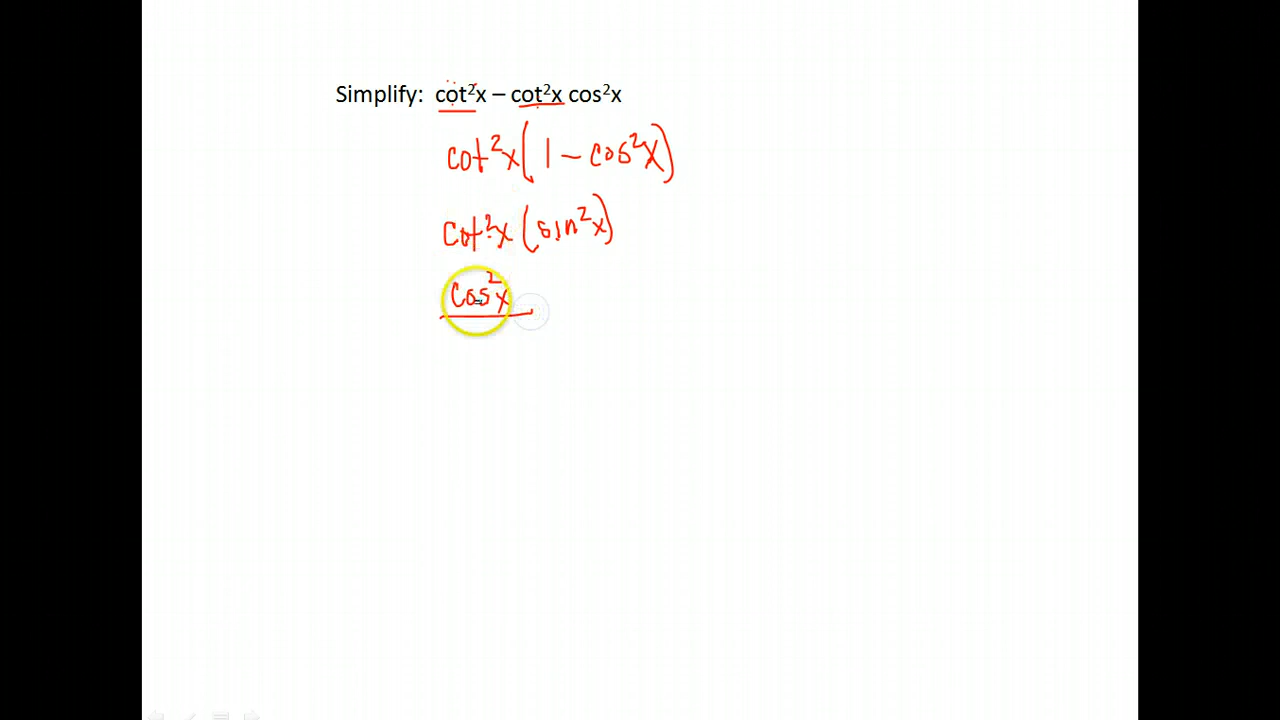 Simplify: cot²x – cot²x cos²x
cot²x(1 – cos²x)
cot²x(sin²x)
cos²x